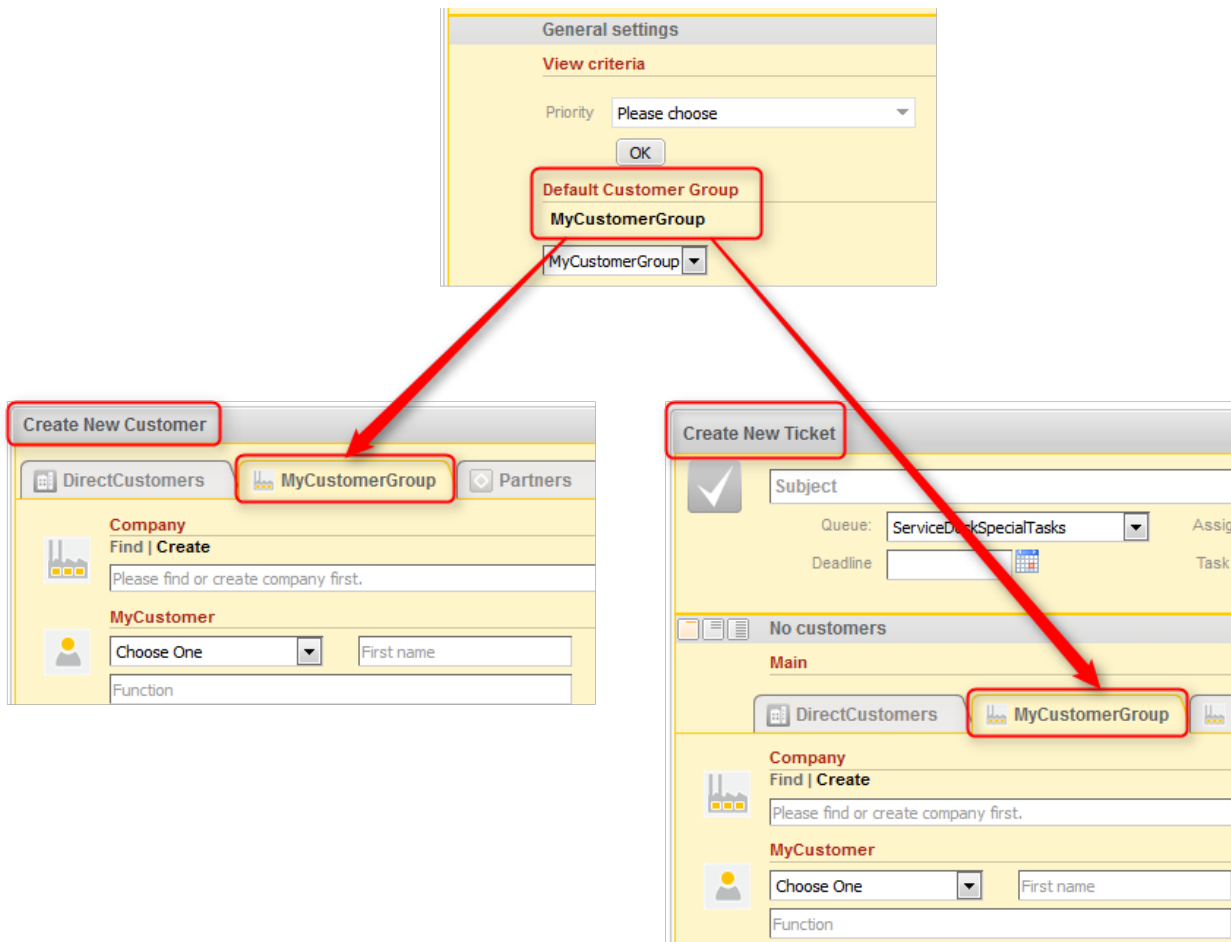 General settings
View criteria
Priority Please choose
OK
Default Customer Group
MyCustomerGroup
MyCustomerGroup
Create New Customer
DirectCustomers MyCustomerGroup Partners
Company
Find | Create
Please find or create company first.
MyCustomer
Choose One First name
Function
Create New Ticket
Subject
Queue: ServiceDeskSpecialTasks Assig
Deadline Task
No customers
Main
DirectCustomers MyCustomerGroup
Company
Find | Create
Please find or create company first.
MyCustomer
Choose One First name
Function